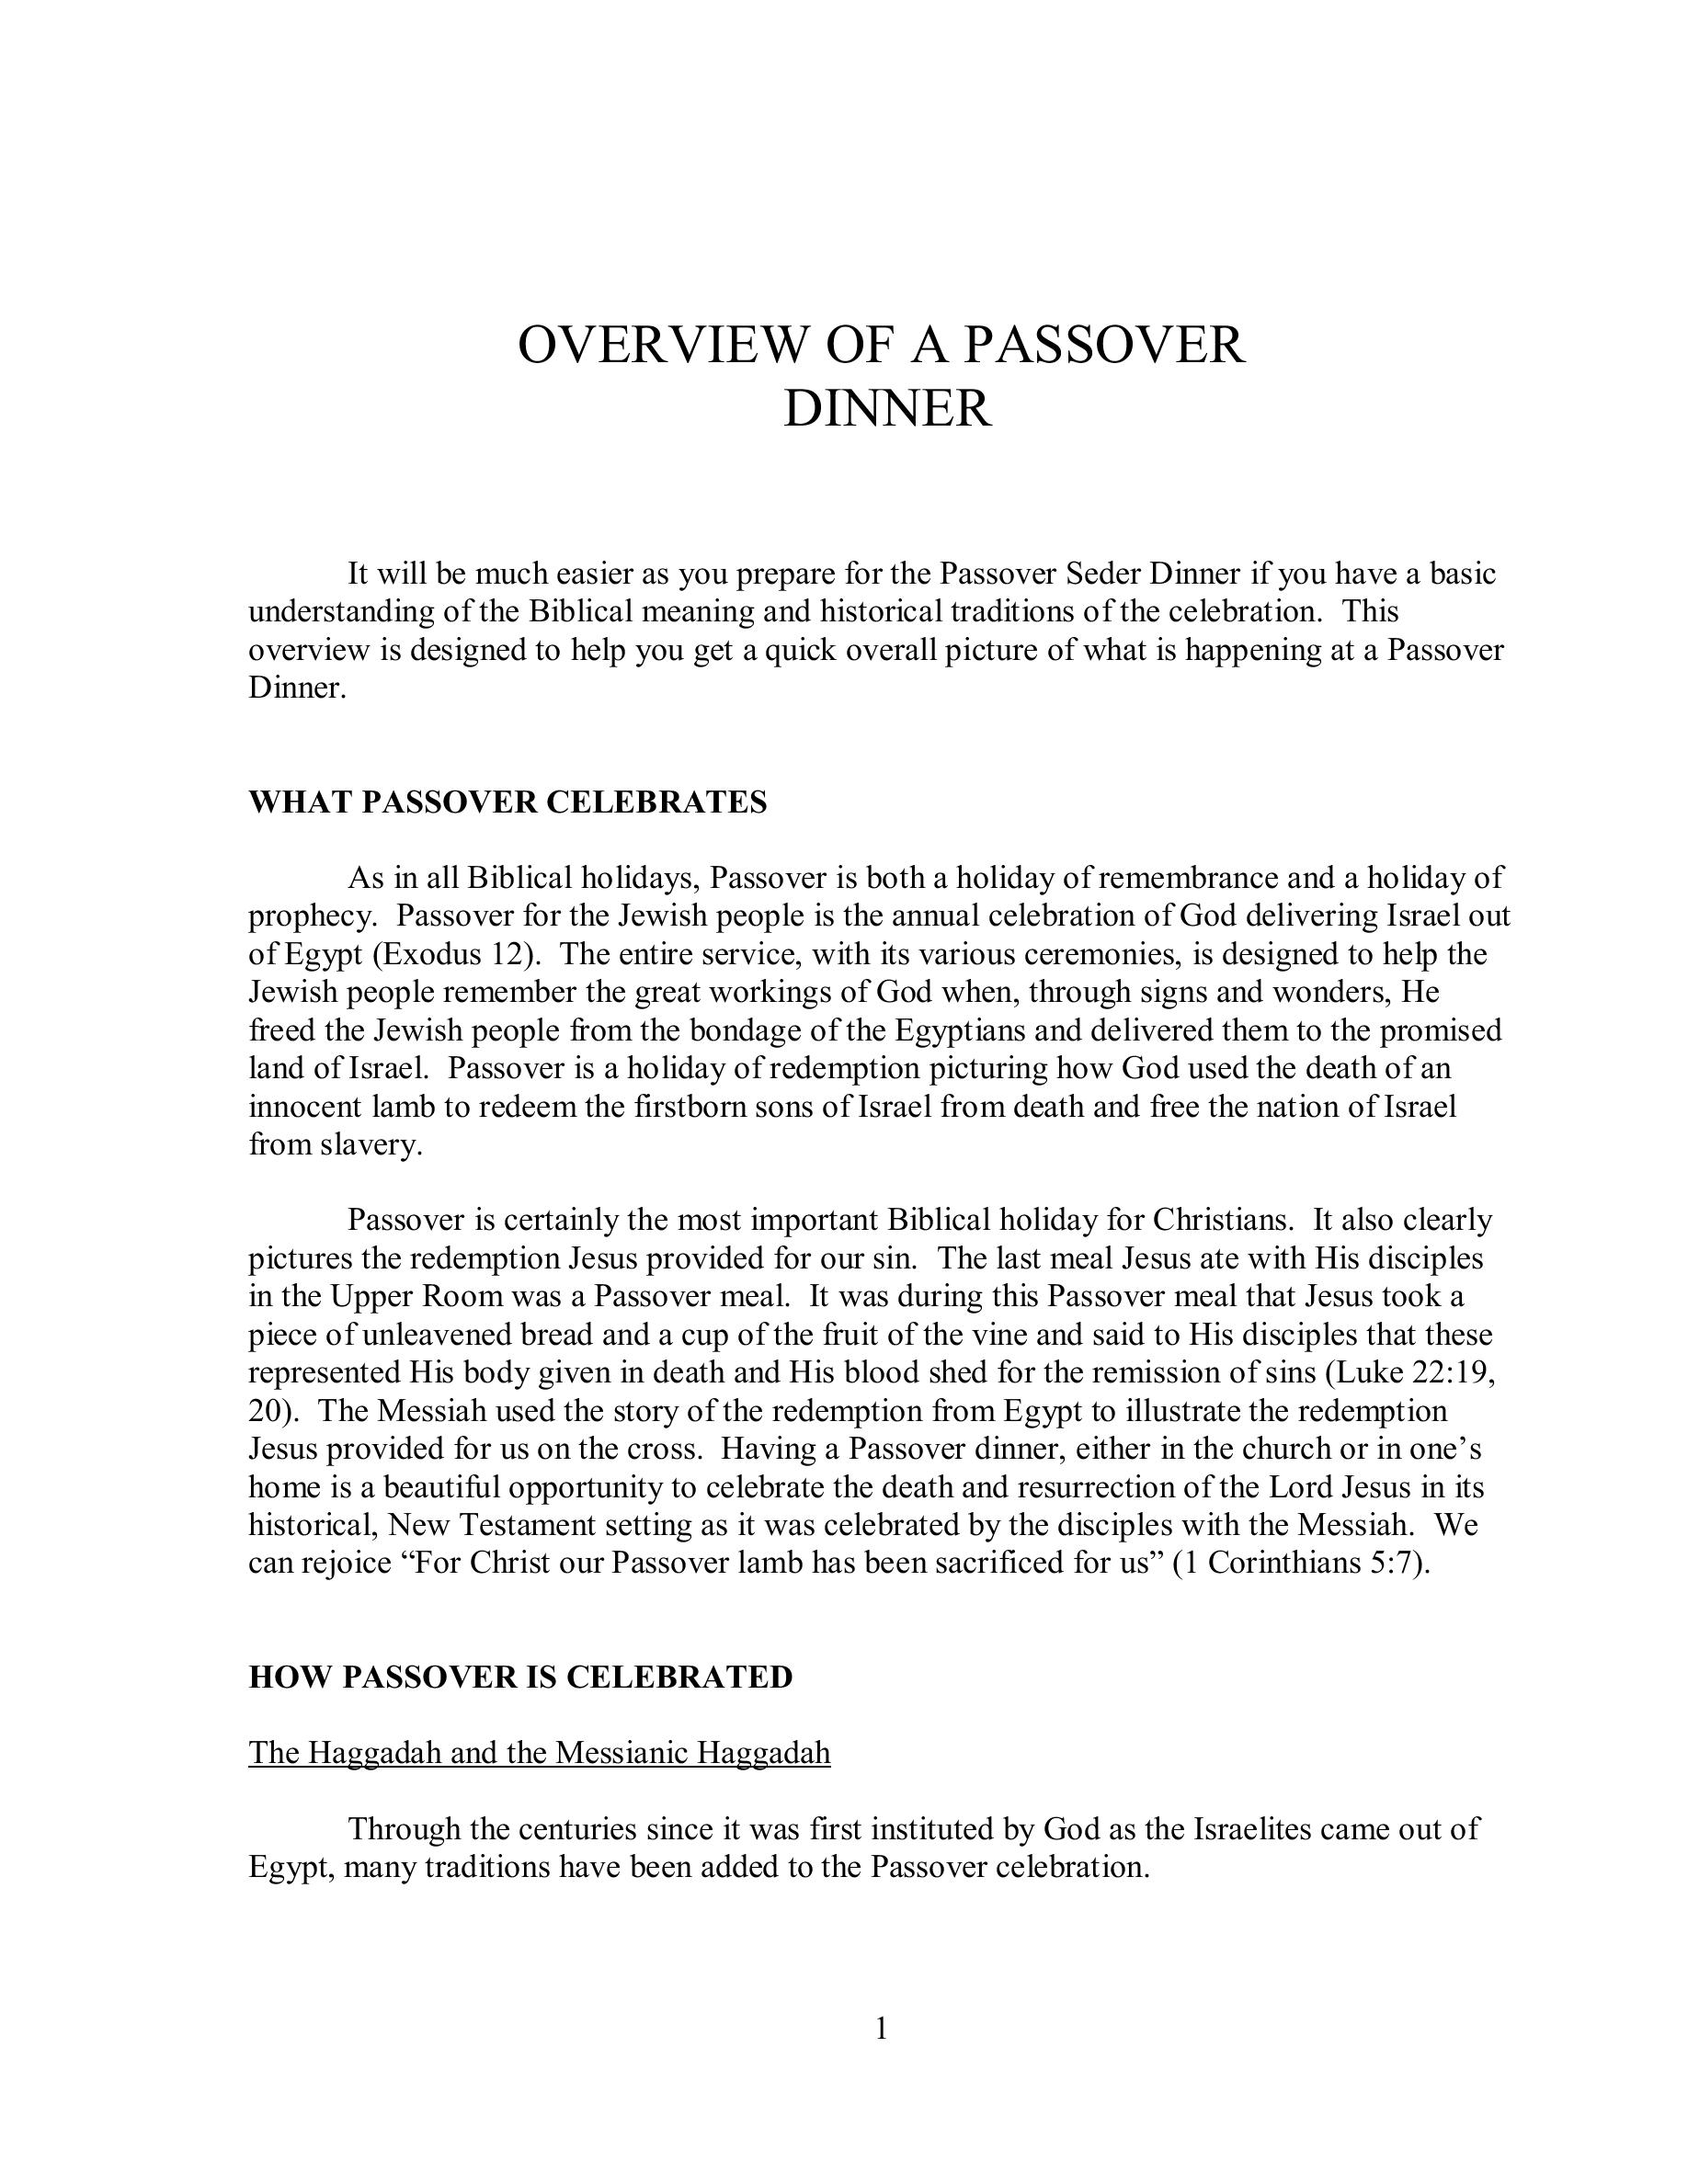 OVERVIEW OF A PASSOVER
DINNER
It will be much easier as you prepare for the Passover Seder Dinner if you have a basic
understanding of the Biblical meaning and historical traditions of the celebration.  This
overview is designed to help you get a quick overall picture of what is happening at a Passover
Dinner.
WHAT PASSOVER CELEBRATES
As in all Biblical holidays, Passover is both a holiday of remembrance and a holiday of
prophecy.  Passover for the Jewish people is the annual celebration of God delivering Israel out
of Egypt (Exodus 12).  The entire service, with its various ceremonies, is designed to help the
Jewish people remember the great workings of God when, through signs and wonders, He
freed the Jewish people from the bondage of the Egyptians and delivered them to the promised
land of Israel.  Passover is a holiday of redemption picturing how God used the death of an
innocent lamb to redeem the firstborn sons of Israel from death and free the nation of Israel
from slavery.
Passover is certainly the most important Biblical holiday for Christians.  It also clearly
pictures the redemption Jesus provided for our sin.  The last meal Jesus ate with His disciples
in the Upper Room was a Passover meal.  It was during this Passover meal that Jesus took a
piece of unleavened bread and a cup of the fruit of the vine and said to His disciples that these
represented His body given in death and His blood shed for the remission of sins (Luke 22:19,
20).  The Messiah used the story of the redemption from Egypt to illustrate the redemption
Jesus provided for us on the cross.  Having a Passover dinner, either in the church or in one’s
home is a beautiful opportunity to celebrate the death and resurrection of the Lord Jesus in its
historical, New Testament setting as it was celebrated by the disciples with the Messiah.  We
can rejoice “For Christ our Passover lamb has been sacrificed for us” (1 Corinthians 5:7).
HOW PASSOVER IS CELEBRATED
The Haggadah and the Messianic Haggadah
Through the centuries since it was first instituted by God as the Israelites came out of
Egypt, many traditions have been added to the Passover celebration.
1